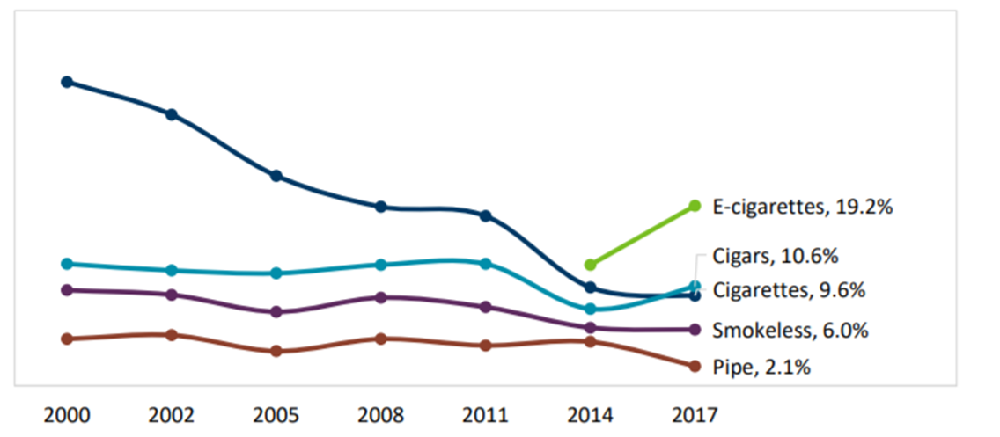 E-cigarettes, 19.2%
Cigars, 10.6%
Cigarettes, 9.6%
Smokeless, 6.0%
Pipe, 2.1%
2000 2002 2005 2008 2011 2014 2017